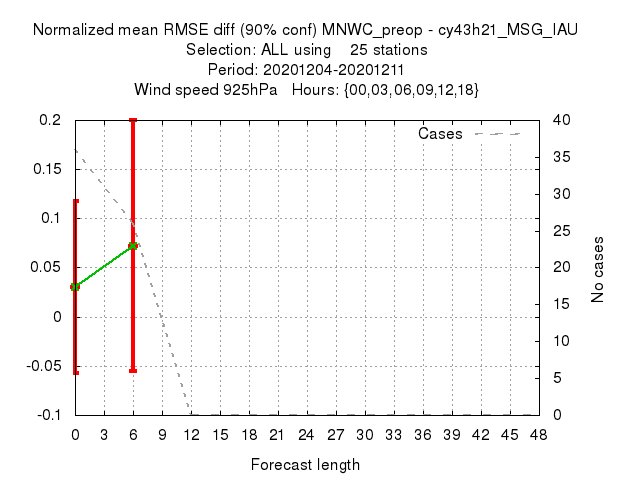 Normalized mean RMSE diff (90% conf) MNWC_preop - cy43h21_MSG_IAU
Selection: ALL using 25 stations
Period: 20201204-20201211
Wind speed 925hPa Hours: {00,03,06,09,12,18}
Cases
0.2
0.15
0.1
0.05
0
-0.05
-0.1
40
35
30
25
20
15
10
5
0
No cases
0 3 6 9 12 15 18 21 24 27 30 33 36 39 42 45 48
Forecast length